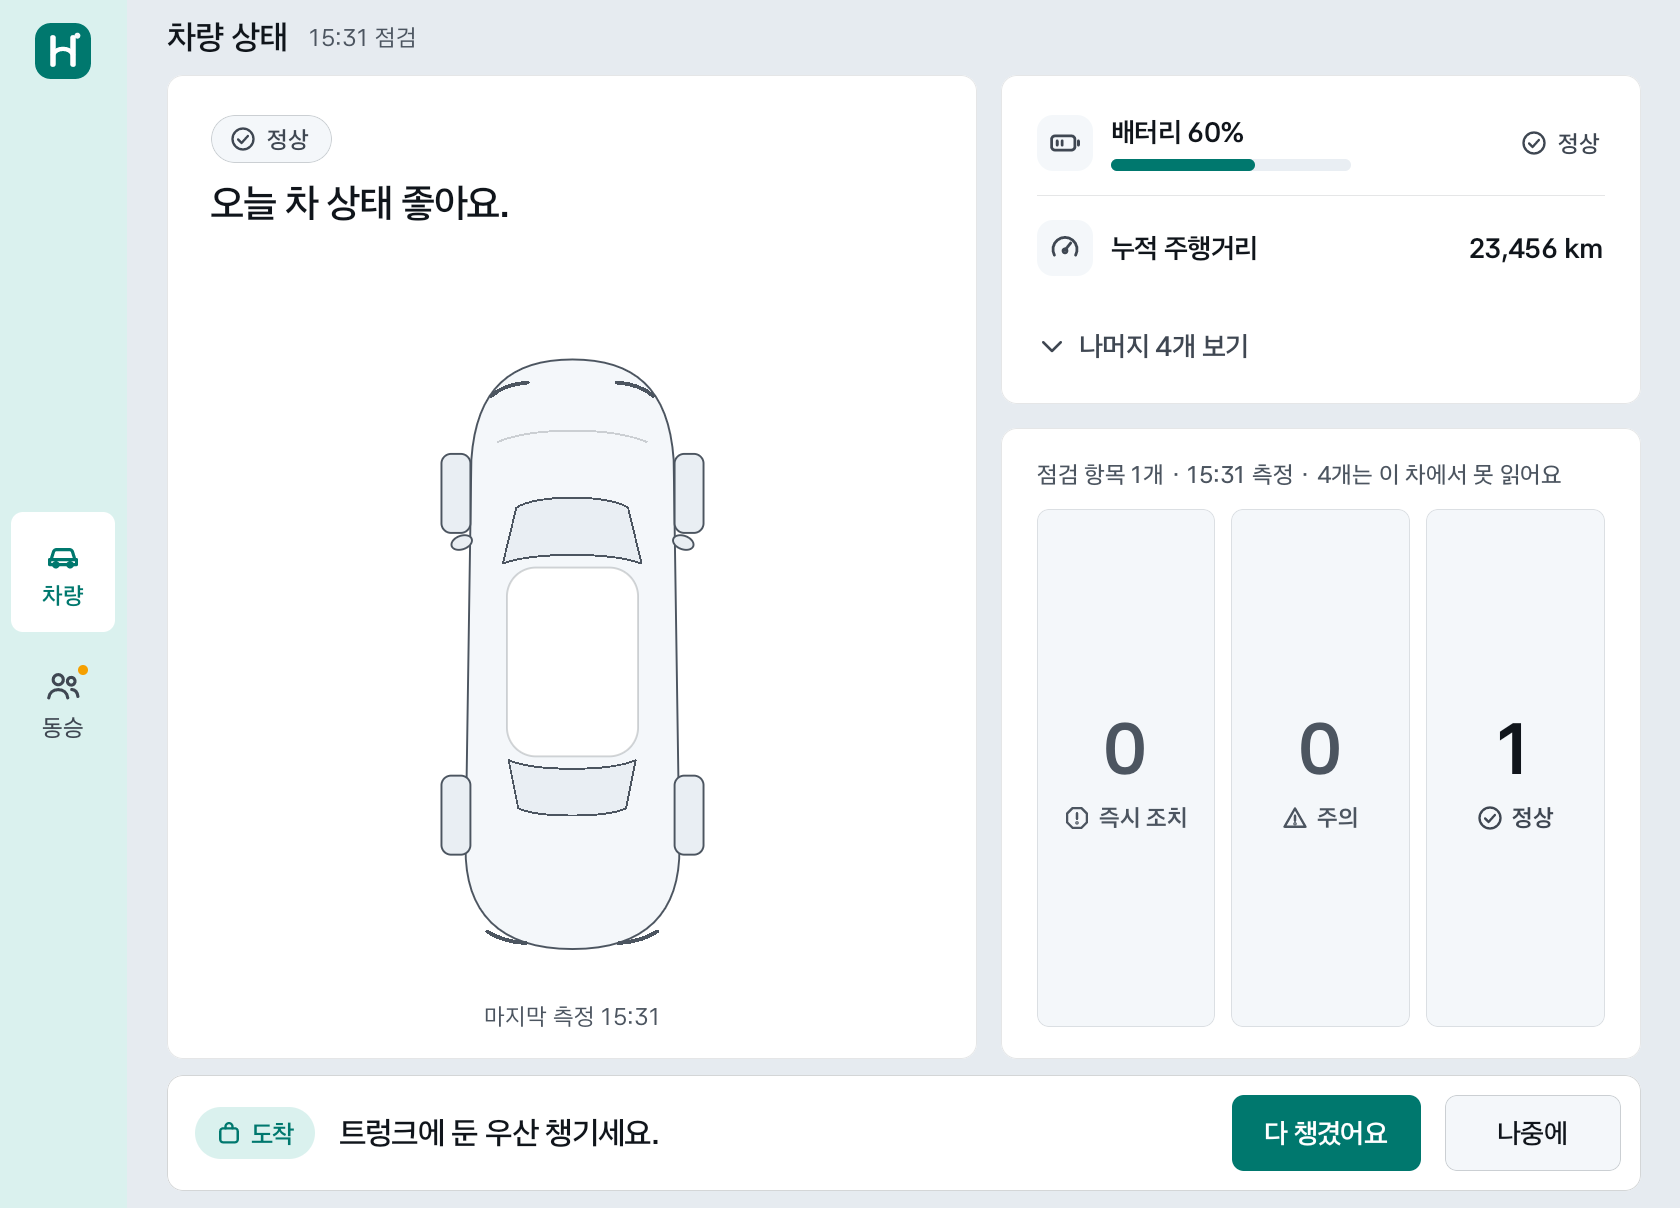 차량 상태 15:31 점검
정상
오늘 차 상태 좋아요.
마지막 측정 15:31
배터리 60%
정상
누적 주행거리 23,456 km
나머지 4개 보기
점검 항목 1개 · 15:31 측정 · 4개는 이 차에서 못 읽어요
0
즉시 조치
0
주의
1
정상
차량
동승
도착
트렁크에 둔 우산 챙기세요.
다 챙겼어요
나중에